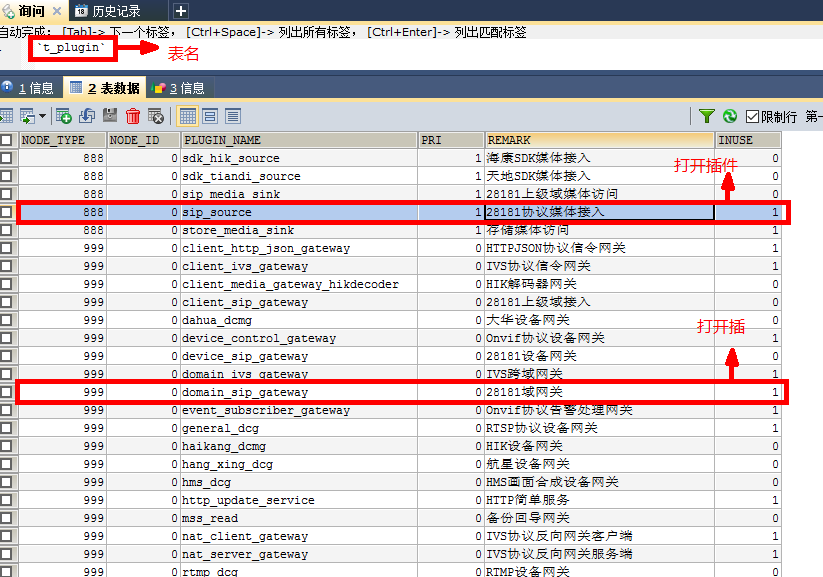 询问 历史记录
自动完成： [Tab]-> 下一个标签， [Ctrl+Space]-> 列出所有标签， [Ctrl+Enter]-> 列出匹配标签
`t_plugin` 表名
1 信息 2 表数据 3 信息
限制行 第一
NODE_TYPE NODE_ID PLUGIN_NAME PRI REMARK INUSE
888 0 sdk_hik_source 1 海康SDK媒体接入 0
打开插件
888 0 sdk_tiandi_source 1 天地SDK媒体接入 0
888 0 sip_media_sink 1 28181上级域媒体访问 0
888 0 sip_source 1 28181协议媒体接入 1
888 0 store_media_sink 1 存储媒体访问 1
999 0 client_http_json_gateway 0 HTTPJSON协议信令网关 1
999 0 client_ivs_gateway 0 IVS协议信令网关 1
999 0 client_media_gateway_hikdecoder 0 HIK解码器网关 0
999 0 client_sip_gateway 0 28181上级域接入 0
999 0 dahua_dcmg 0 大华设备网关 0
打开插
999 0 device_control_gateway 0 Onvif协议设备网关 1
999 0 device_sip_gateway 0 28181设备网关 0
999 0 domain_ivs_gateway 0 IVS跨域网关 1
999 0 domain_sip_gateway 0 28181域网关 1
999 0 event_subscriber_gateway 0 Onvif协议告警处理网关 1
999 0 general_dcg 0 RTSP协议设备网关 1
999 0 haikang_dcmg 0 HIK设备网关 0
999 0 hang_xing_dcg 0 航星设备网关 0
999 0 hms_dcg 0 HMS画面合成设备网关 0
999 0 http_update_service 0 HTTP简单服务 1
999 0 mss_read 0 备份回导网关 0
999 0 nat_client_gateway 0 IVS协议反向网关客户端 1
999 0 nat_server_gateway 0 IVS协议反向网关服务端 1
999 0 rtmp_dcg 0 RTMP设备网关 0